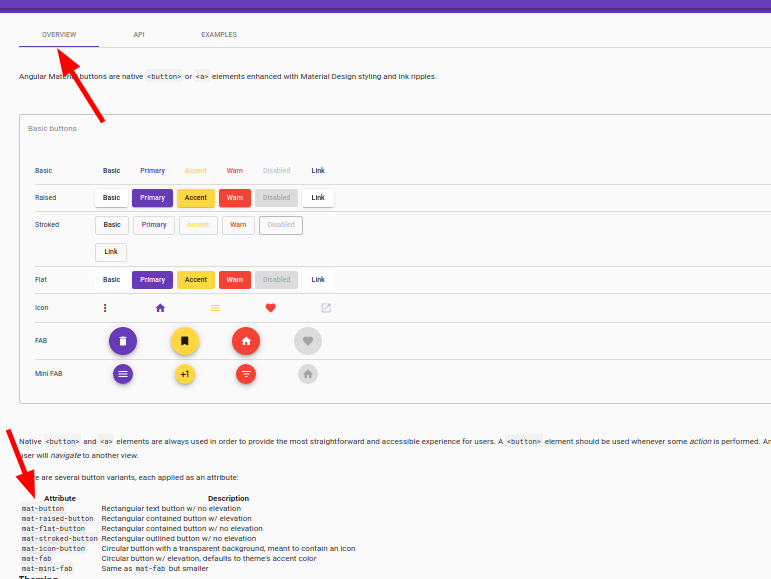 OVERVIEW API EXAMPLES
Angular Material buttons are native <button> or <a> elements enhanced with Material Design styling and ink ripples.
Basic buttons
Basic Basic Primary Accent Warn Disabled Link
Raised Basic Primary Accent Warn Disabled Link
Stroked Basic Primary Accent Warn Disabled
Link
Flat Basic Primary Accent Warn Disabled Link
Icon
FAB
Mini FAB +1
Native <button> and <a> elements are always used in order to provide the most straightforward and accessible experience for users. A <button> element should be used whenever some action is performed. An
user will navigate to another view.
are several button variants, each applied as an attribute:
Attribute Description
mat-button Rectangular text button w/ no elevation
mat-raised-button Rectangular contained button w/ elevation
mat-flat-button Rectangular contained button w/ no elevation
mat-stroked-button Rectangular outlined button w/ no elevation
mat-icon-button Circular button with a transparent background, meant to contain an icon
mat-fab Circular button w/ elevation, defaults to theme's accent color
mat-mini-fab Same as mat-fab but smaller
Theming